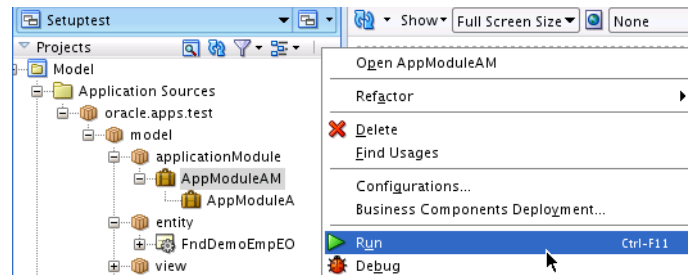 Setuptest
Show Full Screen Size None
Projects
Model
Application Sources
oracle.apps.test
model
applicationModule
AppModuleAM
AppModuleA
entity
FndDemoEmpEO
view
Open AppModuleAM
Refactor
Delete
Find Usages
Configurations...
Business Components Deployment...
Run Ctrl-F11
Debug